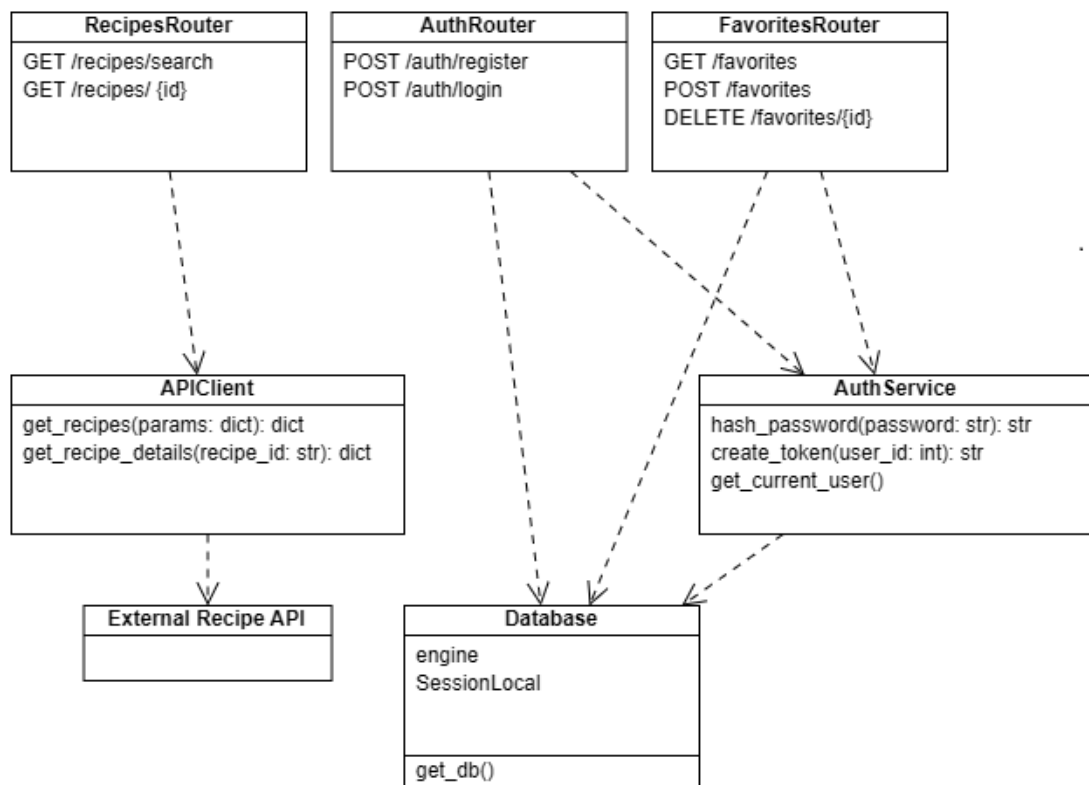 RecipesRouter
GET /recipes/search
GET /recipes/ {id}
AuthRouter
POST /auth/register
POST /auth/login
FavoritesRouter
GET /favorites
POST /favorites
DELETE /favorites/{id}
APIClient
get_recipes(params: dict): dict
get_recipe_details(recipe_id: str): dict
AuthService
hash_password(password: str): str
create_token(user_id: int): str
get_current_user()
External Recipe API
Database
engine
SessionLocal
get_db()